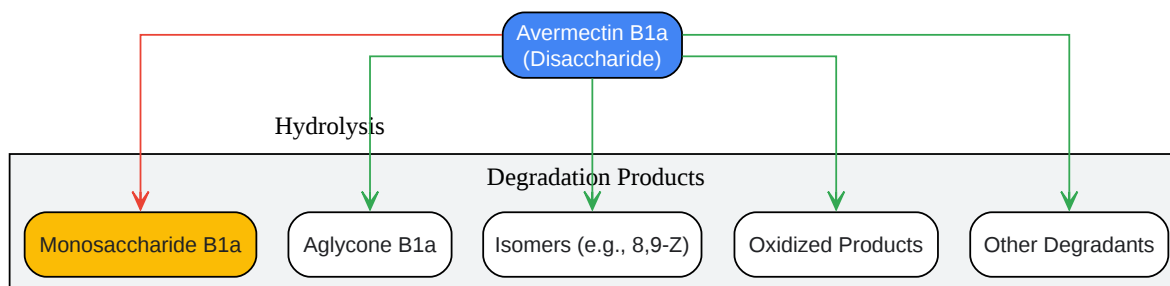 Avermectin B1a
(Disaccharide)
Hydrolysis
Degradation Products
Monosaccharide B1a
Aglycone B1a
Isomers (e.g., 8,9-Z)
Oxidized Products
Other Degradants